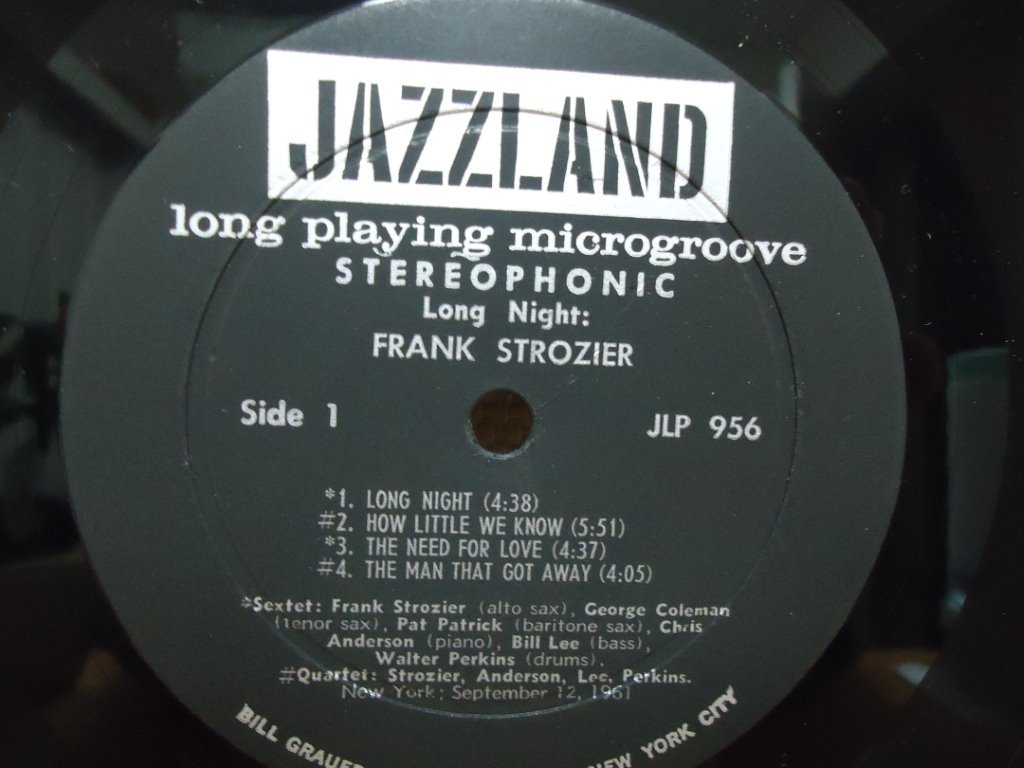 JAZZLAND
long playing microgroove
STEREOPHONIC
Long Night:
FRANK STROZIER
Side 1 JLP 956
*1. LONG NIGHT (4:38)
#2. HOW LITTLE WE KNOW (5:51)
*3. THE NEED FOR LOVE (4:37)
#4. THE MAN THAT GOT AWAY (4:05)
*Sextet: Frank Strozier (alto sax), George Coleman
(tenor sax), Pat Patrick (baritone sax), Chris
Anderson (piano), Bill Lee (bass),
Walter Perkins (drums).
#Quartet: Strozier, Anderson, Lee, Perkins.
New York; September 12, 1961
BILL GRAUER NEW YORK CITY